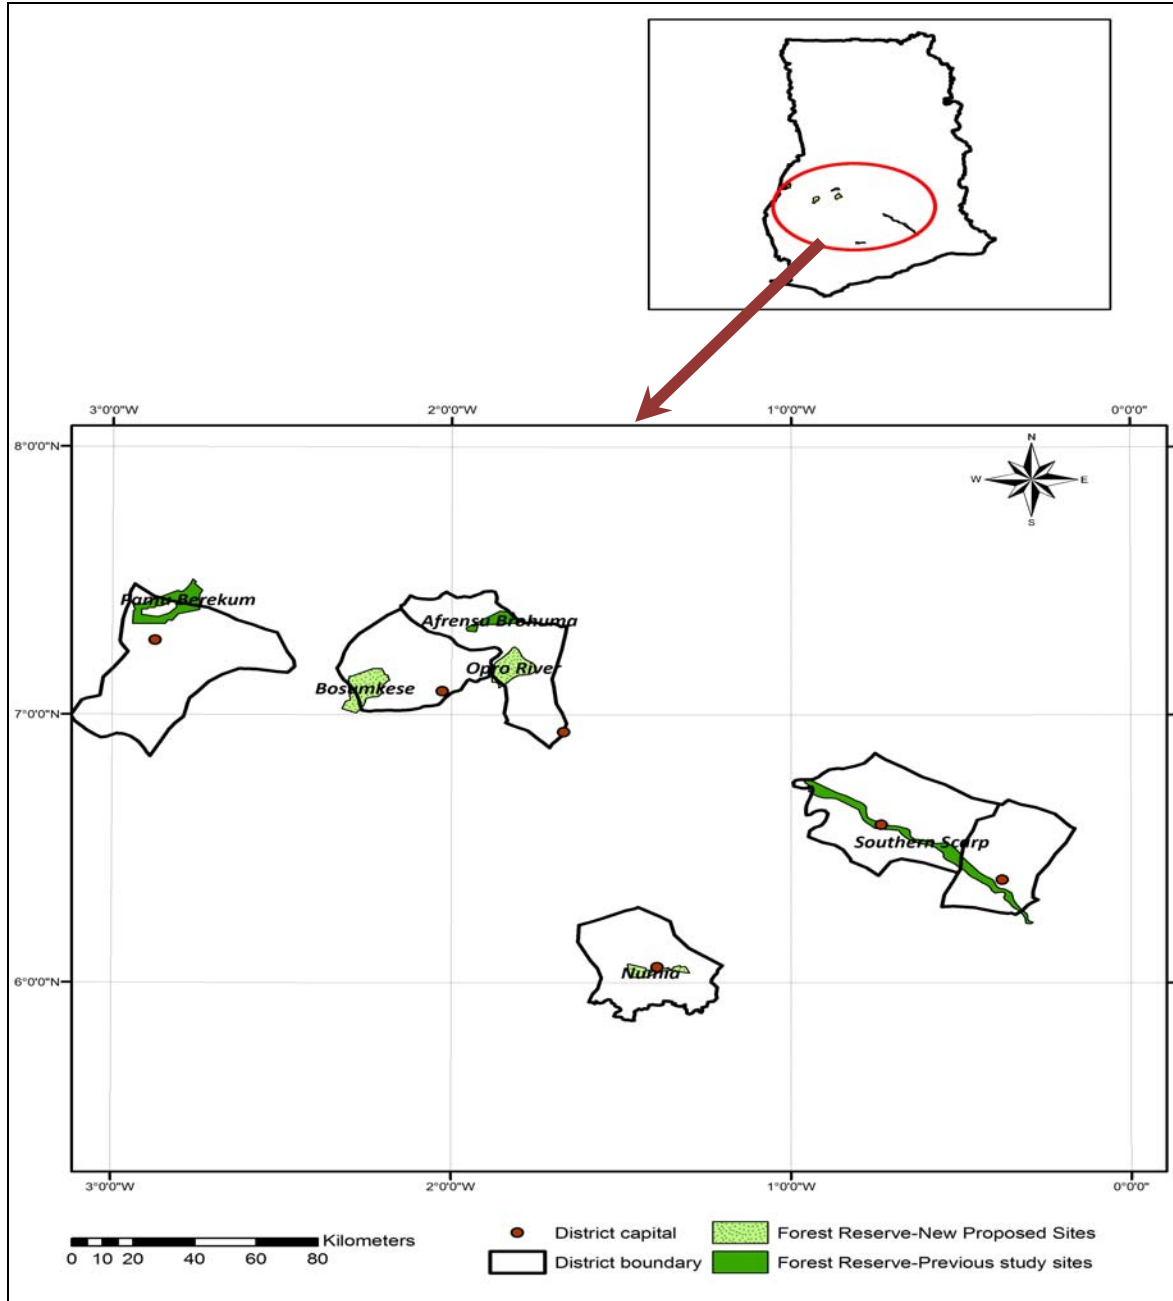 3°0'0"W 2°0'0"W 1°0'0"W 0°0'0"
8°0'0"N
N
W E
S
Pamu Berekum
Afrensu Brohuma
Opro River
Bosumkese
7°0'0"N
Southern Scarp
Numia
6°0'0"N
3°0'0"W 2°0'0"W 1°0'0"W 0°0'0"
Kilometers
0 10 20 40 60 80
District capital
District boundary
Forest Reserve-New Proposed Sites
Forest Reserve-Previous study sites